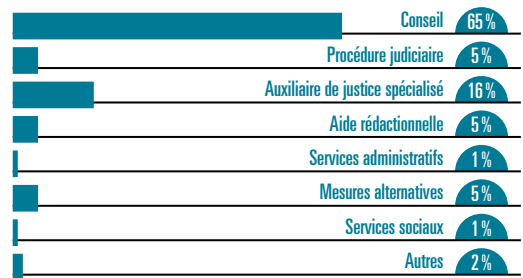 Conseil 65 %
Procédure judiciaire 5 %
Auxiliaire de justice spécialisé 16 %
Aide rédactionnelle 5 %
Services administratifs 1 %
Mesures alternatives 5 %
Services sociaux 1 %
Autres 2 %